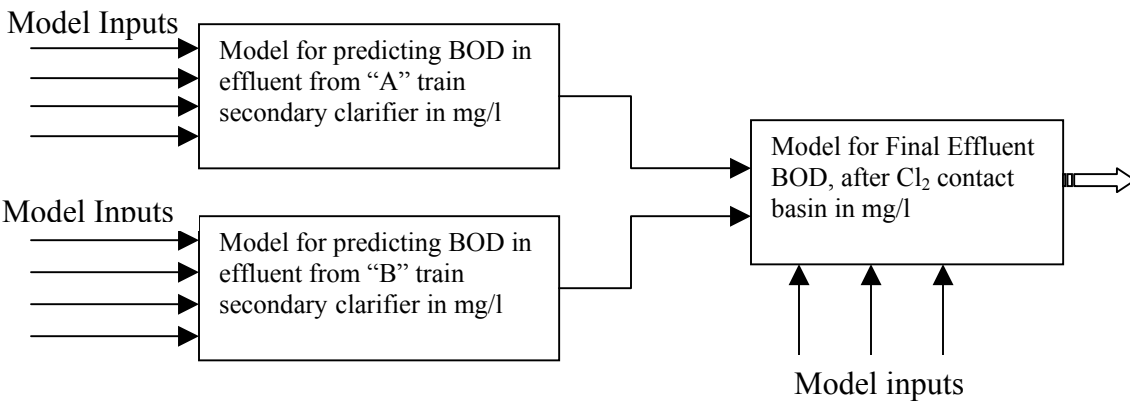 Model Inputs
Model for predicting BOD in
effluent from “A” train
secondary clarifier in mg/l
Model for Final Effluent
BOD, after Cl₂ contact
basin in mg/l
Model Inputs
Model for predicting BOD in
effluent from “B” train
secondary clarifier in mg/l
Model inputs